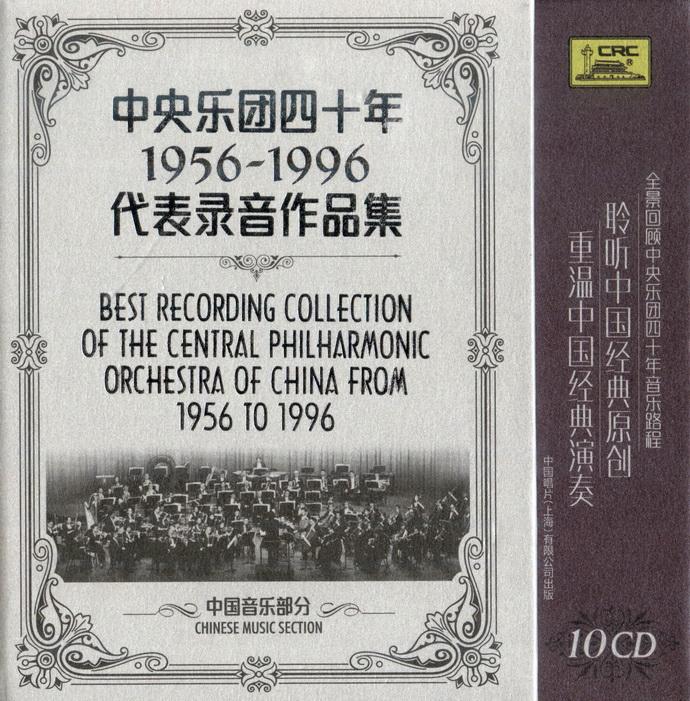 中央乐团四十年
1956-1996
代表录音作品集
BEST RECORDING COLLECTION
OF THE CENTRAL PHILHARMONIC
ORCHESTRA OF CHINA FROM
1956 TO 1996
中国音乐部分
CHINESE MUSIC SECTION
CRC
®
全景回顾中央乐团四十年音乐路程
聆听中国经典原创
重温中国经典演奏
中国唱片(上海)有限公司出版
10CD